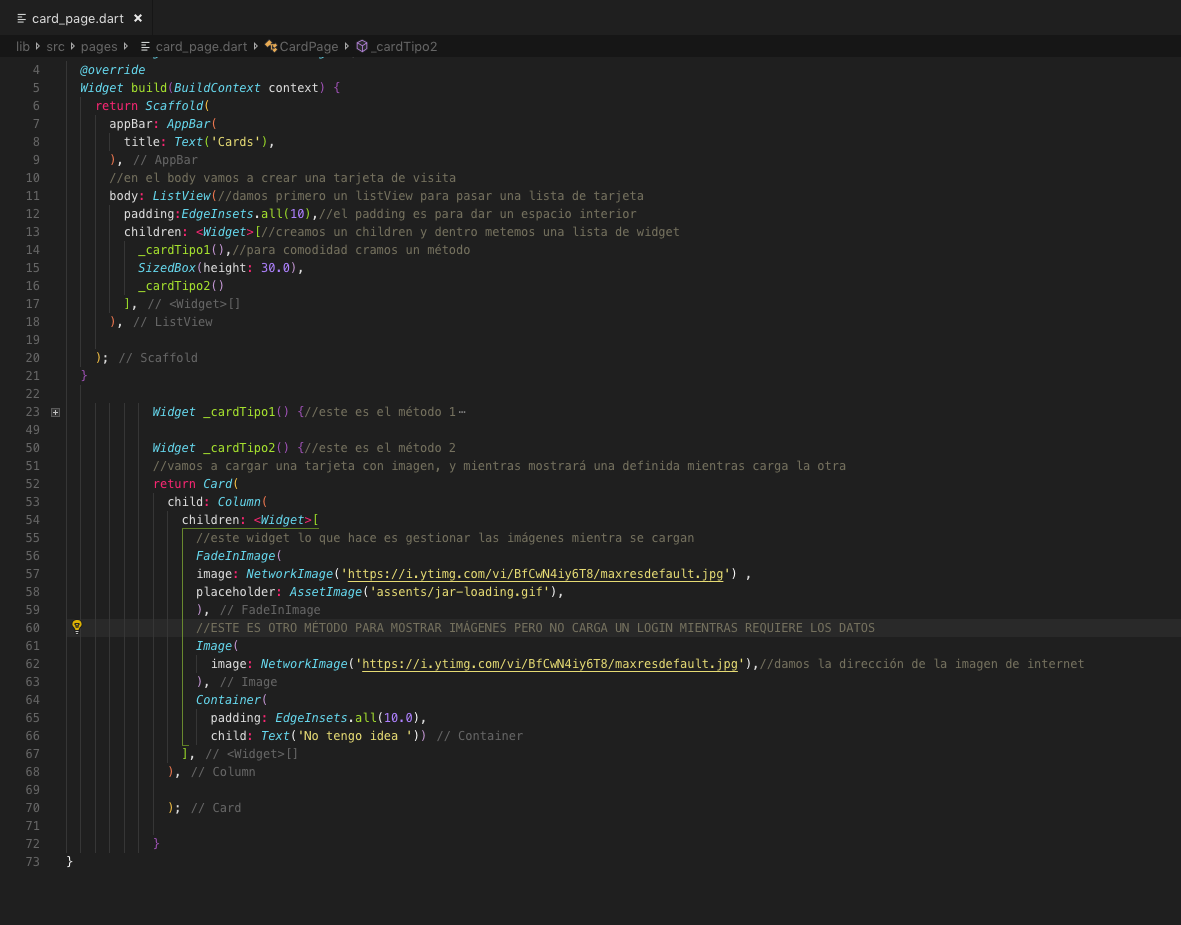 card_page.dart ×
lib src pages card_page.dart CardPage _cardTipo2
4 @override
5 Widget build(BuildContext context) {
6 return Scaffold(
7 appBar: AppBar(
8 title: Text('Cards'),
9 ), // AppBar
10 //en el body vamos a crear una tarjeta de visita
11 body: ListView(//damos primero un listView para pasar una lista de tarjeta
12 padding:EdgeInsets.all(10),//el padding es para dar un espacio interior
13 children: <Widget>[//creamos un children y dentro metemos una lista de widget
14 _cardTipo1(),//para comodidad cramos un método
15 SizedBox(height: 30.0),
16 _cardTipo2()
17 ], // <Widget>[]
18 ), // ListView
19
20 ); // Scaffold
21 }
22
23 Widget _cardTipo1() {//este es el método 1⋯
49
50 Widget _cardTipo2() {//este es el método 2
51 //vamos a cargar una tarjeta con imagen, y mientras mostrará una definida mientras carga la otra
52 return Card(
53 child: Column(
54 children: <Widget>[
55 //este widget lo que hace es gestionar las imágenes mientra se cargan
56 FadeInImage(
57 image: NetworkImage('https://i.ytimg.com/vi/BfCwN4iy6T8/maxresdefault.jpg') ,
58 placeholder: AssetImage('assents/jar-loading.gif'),
59 ), // FadeInImage
60 //ESTE ES OTRO MÉTODO PARA MOSTRAR IMÁGENES PERO NO CARGA UN LOGIN MIENTRAS REQUIERE LOS DATOS
61 Image(
62 image: NetworkImage('https://i.ytimg.com/vi/BfCwN4iy6T8/maxresdefault.jpg'),//damos la dirección de la imagen de internet
63 ), // Image
64 Container(
65 padding: EdgeInsets.all(10.0),
66 child: Text('No tengo idea ')) // Container
67 ], // <Widget>[]
68 ), // Column
69
70 ); // Card
71
72 }
73 }